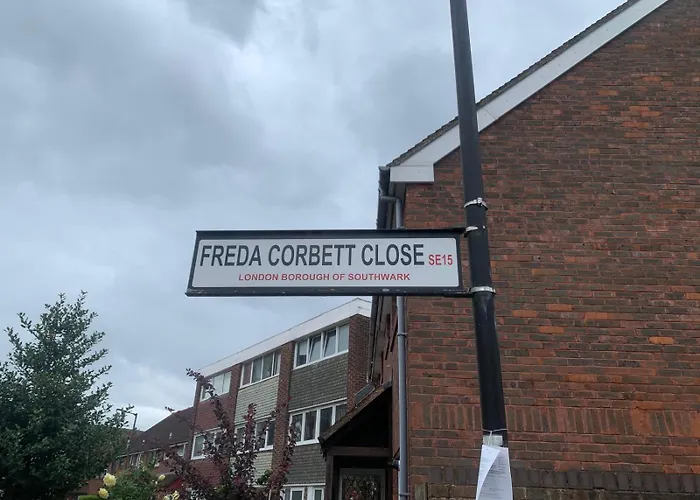 FREDA CORBETT CLOSE SE15
LONDON BOROUGH OF SOUTHWARK